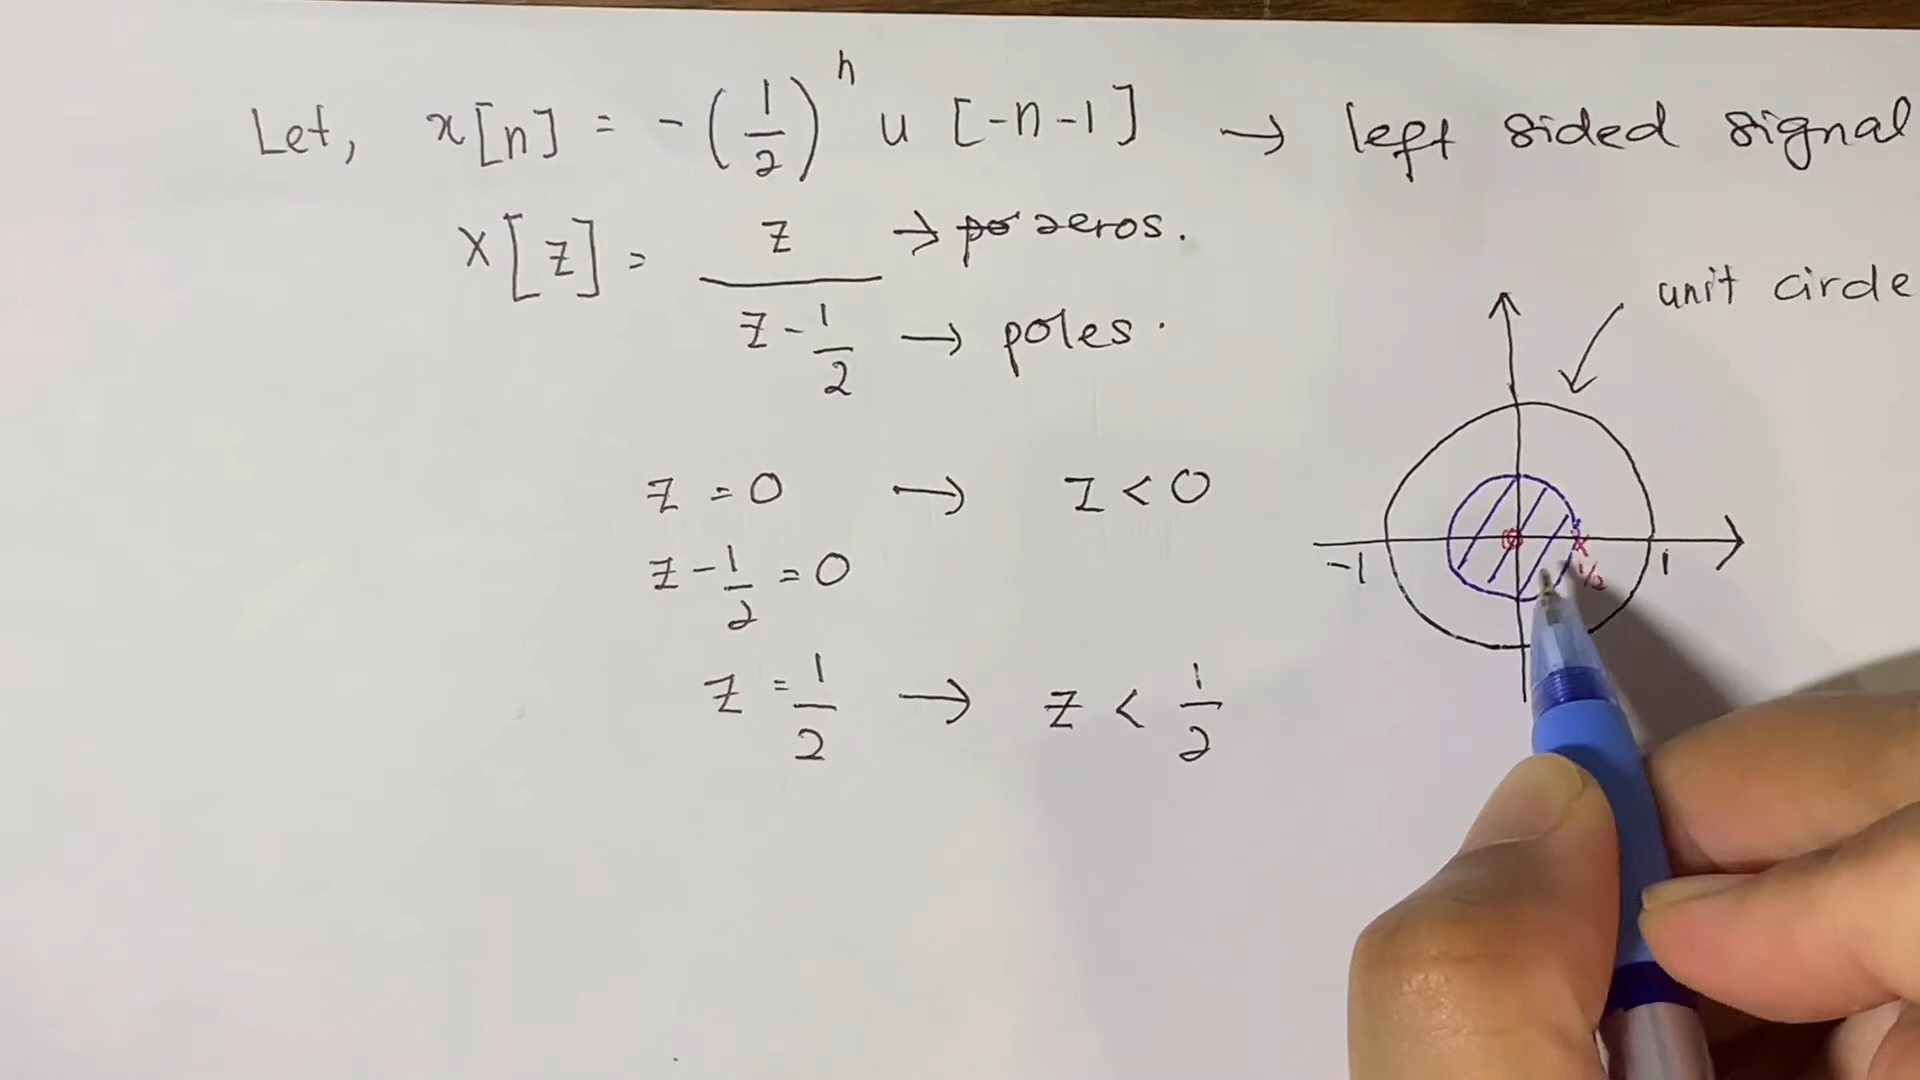 Let, x[n] = -(1/2)^n u [-n-1] → left sided signal
X[z] = z / (z - 1/2)
→ po zeros.
→ poles.
unit circle
z = 0 → z < 0
z - 1/2 = 0
z = 1/2 → z < 1/2
-1 1/2 1